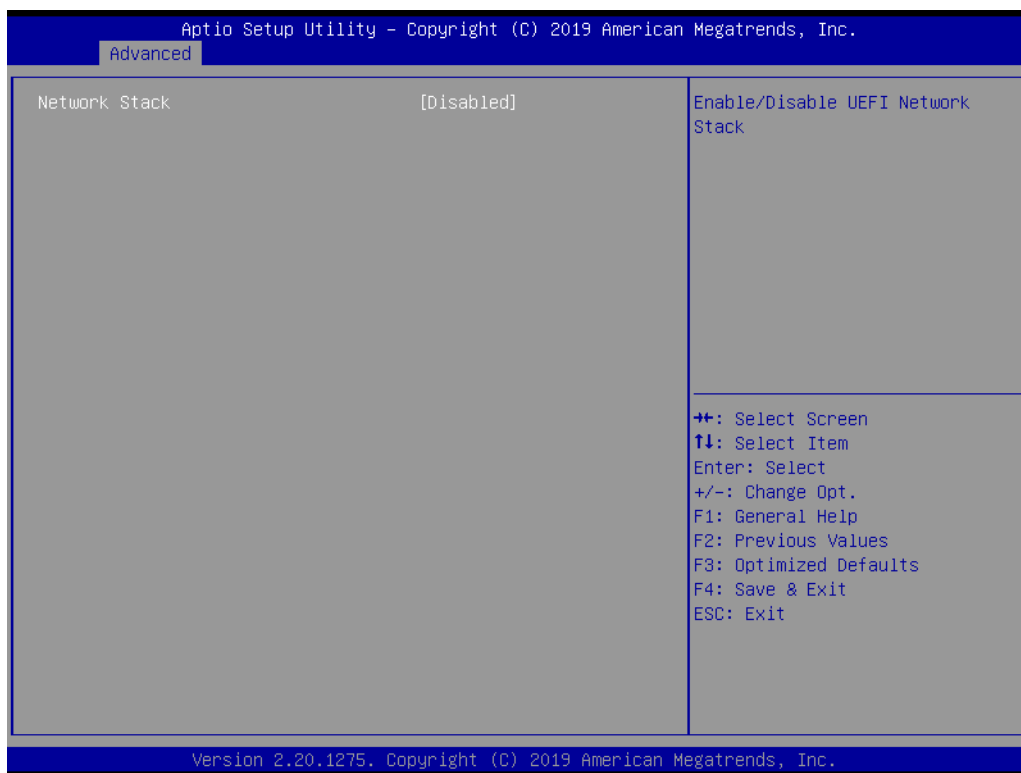 Aptio Setup Utility – Copyright (C) 2019 American Megatrends, Inc.
Advanced
Network Stack [Disabled]
Enable/Disable UEFI Network
Stack
→←: Select Screen
↑↓: Select Item
Enter: Select
+/-: Change Opt.
F1: General Help
F2: Previous Values
F3: Optimized Defaults
F4: Save & Exit
ESC: Exit
Version 2.20.1275. Copyright (C) 2019 American Megatrends, Inc.